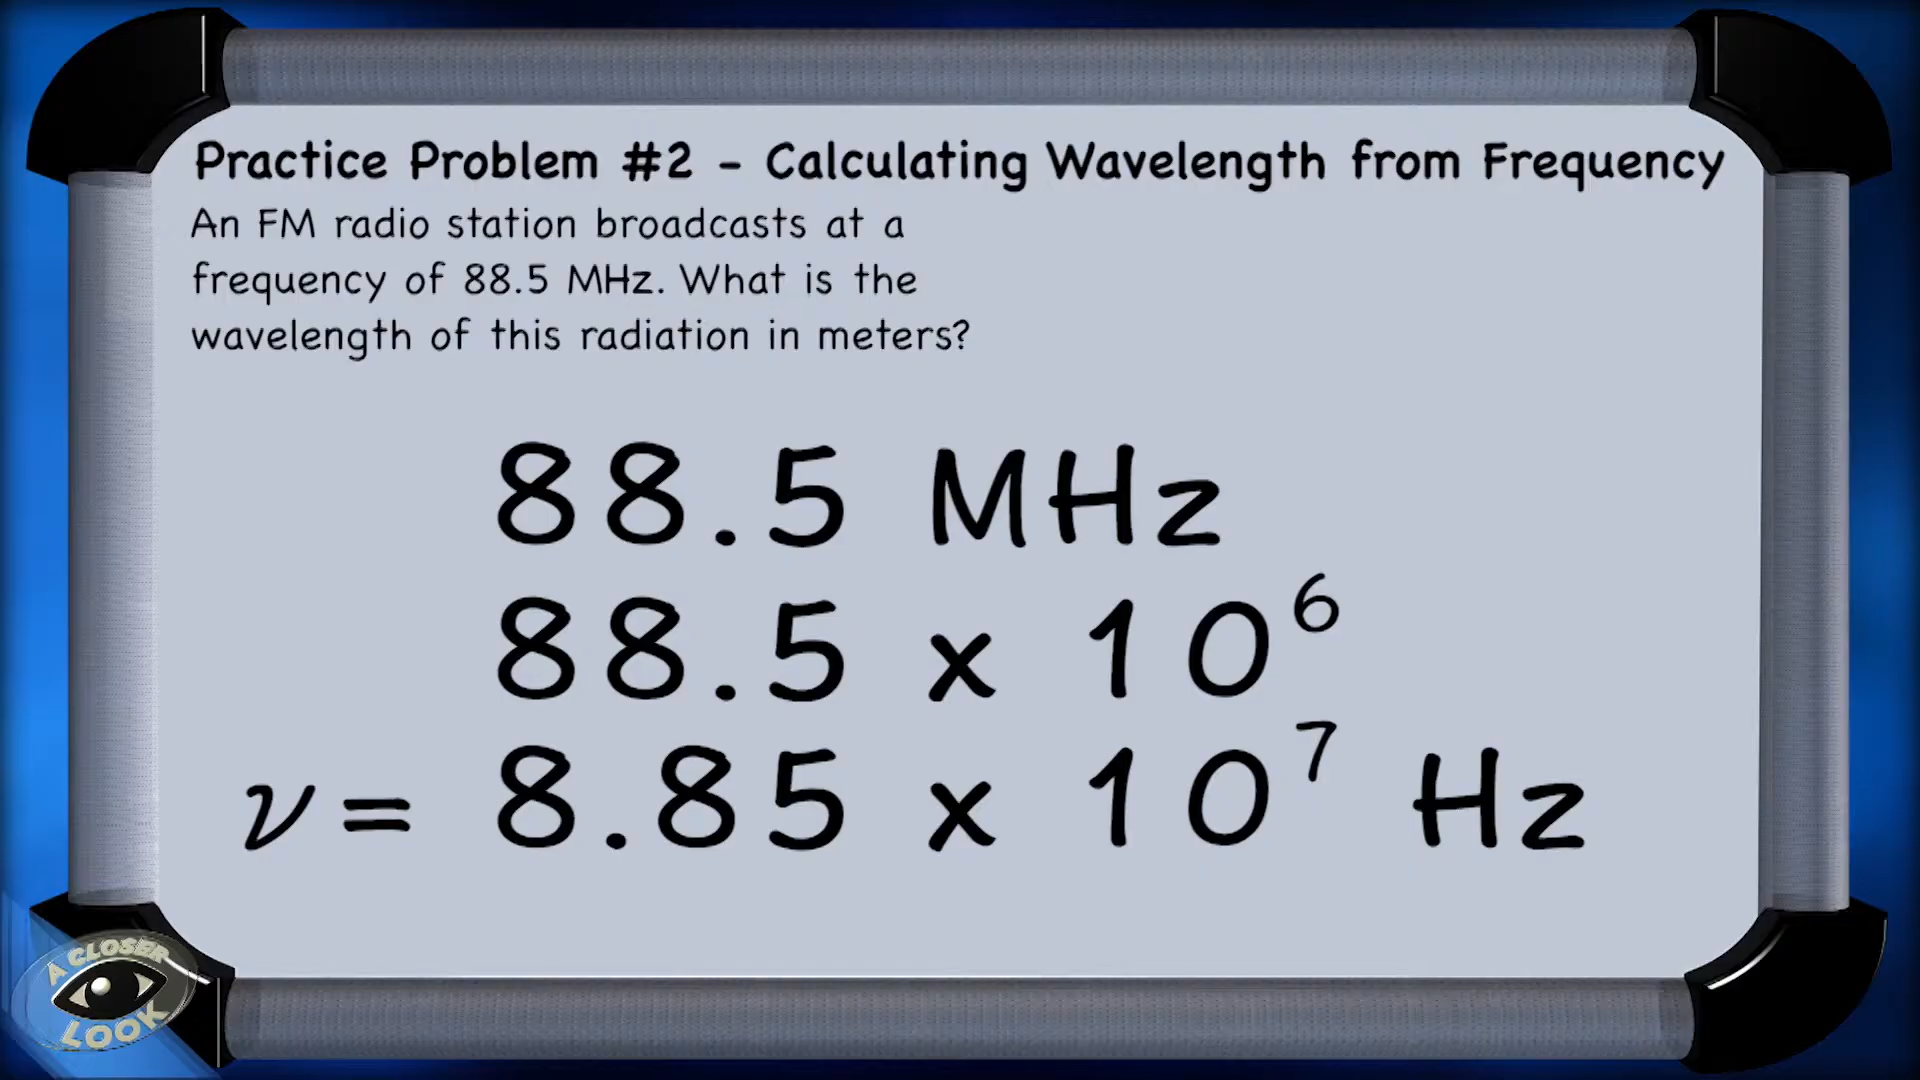 Practice Problem #2 - Calculating Wavelength from Frequency
An FM radio station broadcasts at a
frequency of 88.5 MHz. What is the
wavelength of this radiation in meters?
88.5 MHz
88.5 x 10⁶
ν = 8.85 x 10⁷ Hz
A CLOSER
LOOK